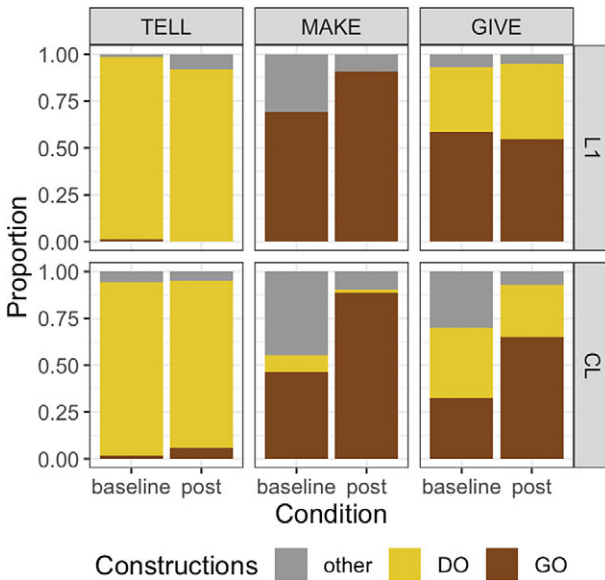 TELL MAKE GIVE
1.00
0.75
0.50
0.25
0.00
L1
1.00
0.75
0.50
0.25
0.00
CL
Proportion
baseline post baseline post baseline post
Condition
Constructions other DO GO